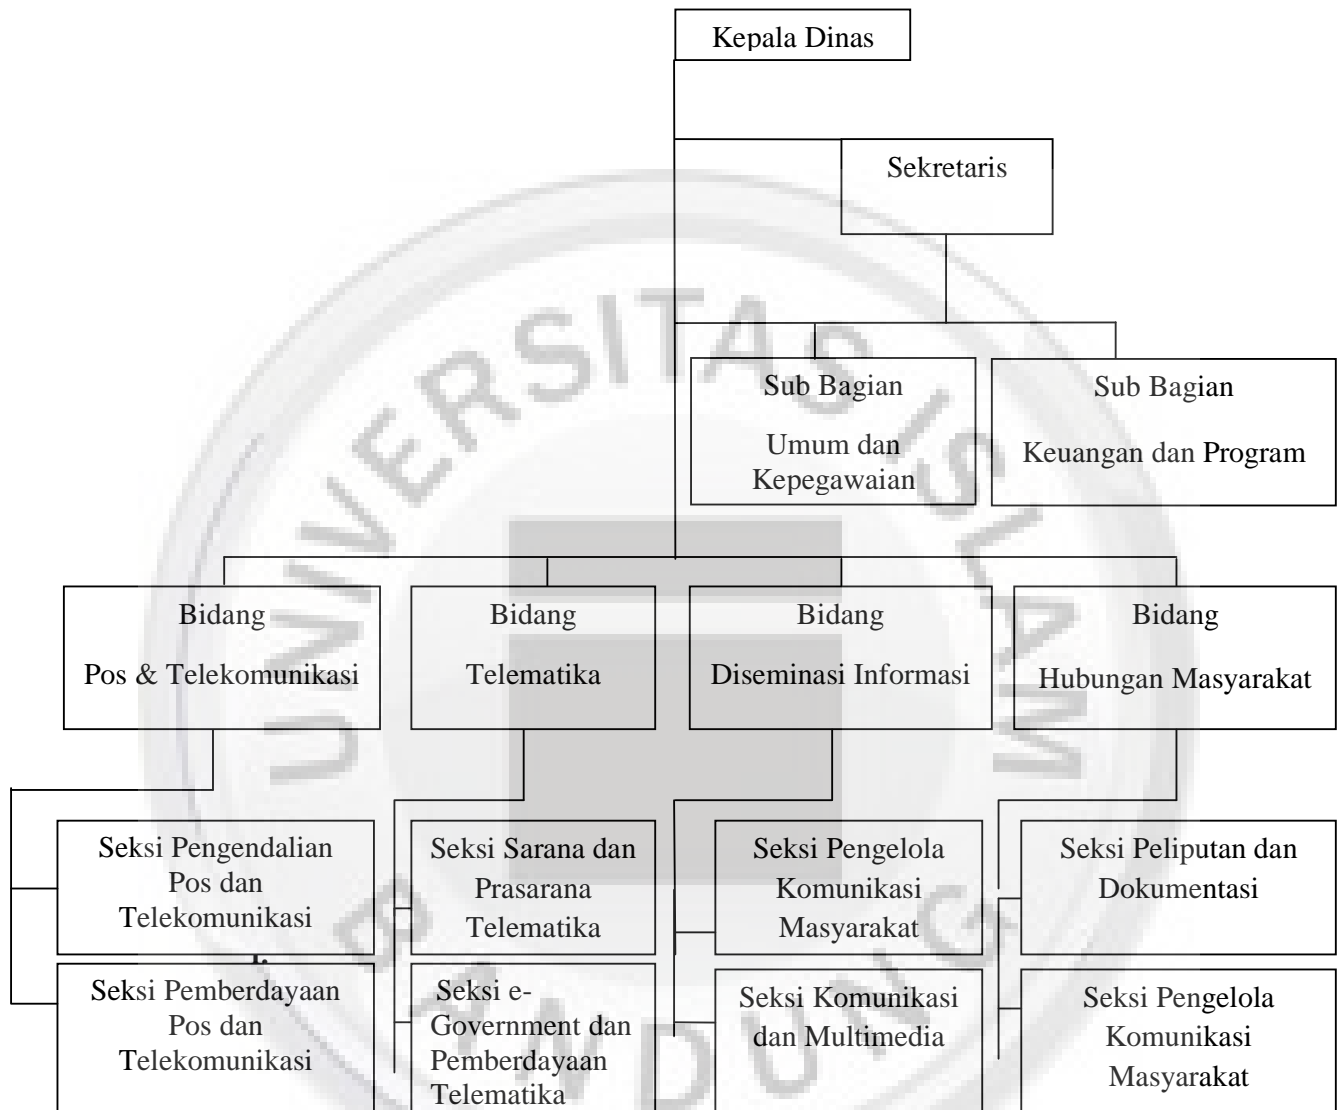 Kepala Dinas
Sekretaris
Sub Bagian
Umum dan
Kepegawaian
Sub Bagian
Keuangan dan Program
Bidang
Pos & Telekomunikasi
Bidang
Telematika
Bidang
Diseminasi Informasi
Bidang
Hubungan Masyarakat
Seksi Pengendalian
Pos dan
Telekomunikasi
Seksi Sarana dan
Prasarana
Telematika
Seksi Pengelola
Komunikasi
Masyarakat
Seksi Peliputan dan
Dokumentasi
Seksi Pemberdayaan
Pos dan
Telekomunikasi
Seksi e-
Government dan
Pemberdayaan
Telematika
Seksi Komunikasi
dan Multimedia
Seksi Pengelola
Komunikasi
Masyarakat
UNIVERSITAS ISLAM
BANDUNG